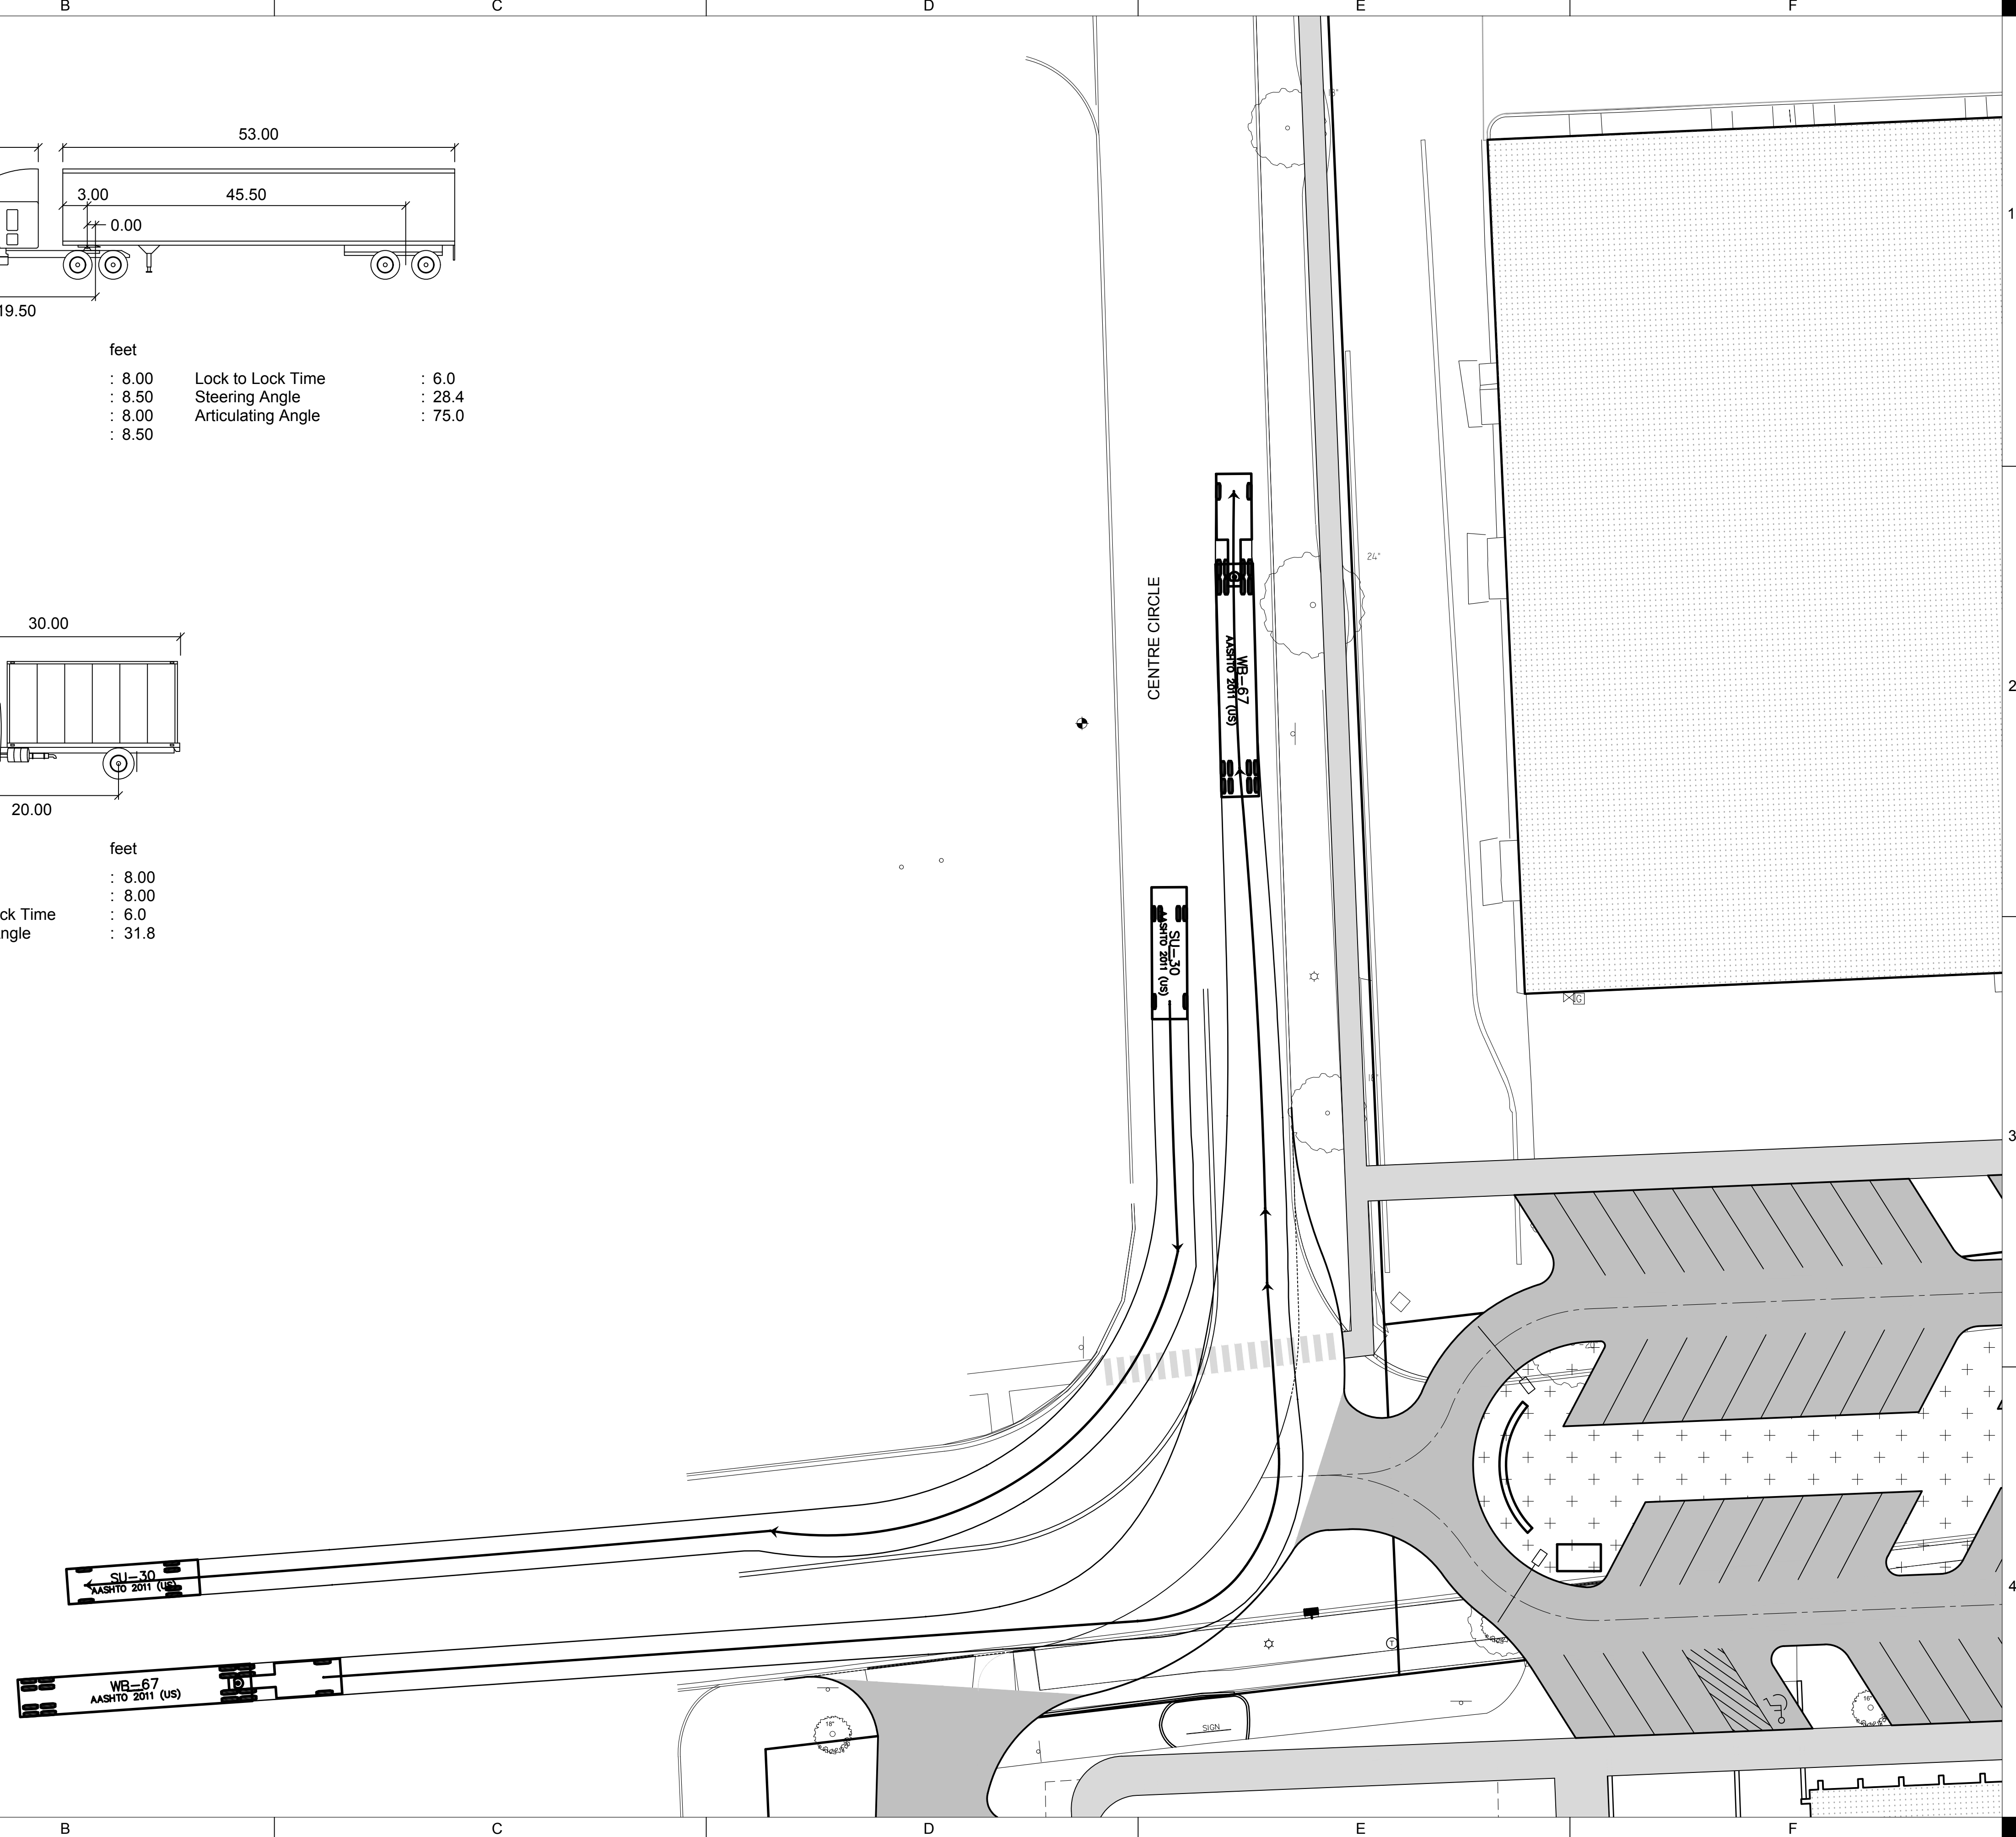 B
C
D
E
F
53.00
3.00
45.50
0.00
19.50
feet
: 8.00 Lock to Lock Time : 6.0
: 8.50 Steering Angle : 28.4
: 8.00 Articulating Angle : 75.0
: 8.50
1
18"
24"
CENTRE CIRCLE
WB-67
AASHTO 2011 (US)
2
30.00
20.00
feet
: 8.00
: 8.00
ck Time : 6.0
ngle : 31.8
SU-30
AASHTO 2011 (US)
G
18"
3
SU-30
AASHTO 2011 (US)
WB-67
AASHTO 2011 (US)
T
4
18"
SIGN
16"
B
C
D
E
F